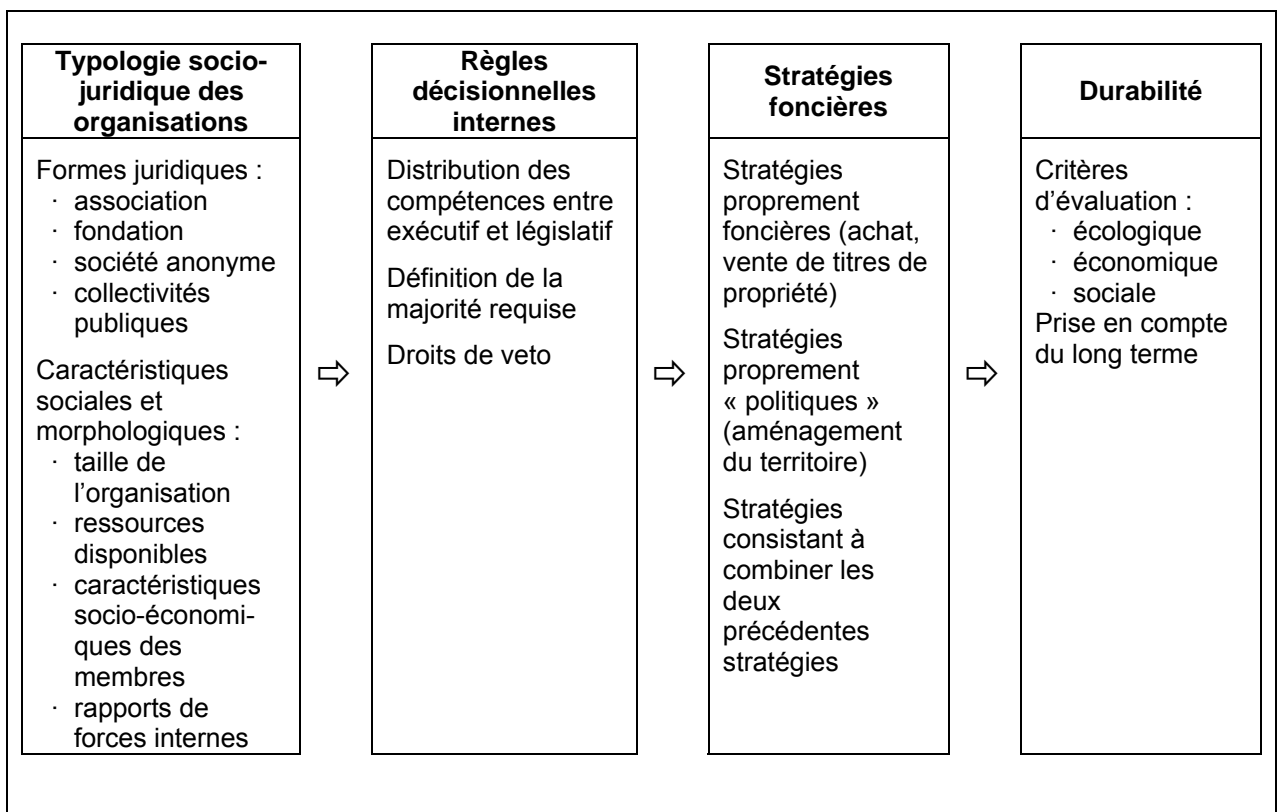 Typologie socio-
juridique des
organisations
Formes juridiques :
· association
· fondation
· société anonyme
· collectivités
publiques
Caractéristiques
sociales et
morphologiques :
· taille de
l’organisation
· ressources
disponibles
· caractéristiques
socio-économi-
ques des
membres
· rapports de
forces internes
⇨
Règles
décisionnelles
internes
Distribution des
compétences entre
exécutif et législatif
Définition de la
majorité requise
Droits de veto
⇨
Stratégies
foncières
Stratégies
proprement
foncières (achat,
vente de titres de
propriété)
Stratégies
proprement
« politiques »
(aménagement
du territoire)
Stratégies
consistant à
combiner les
deux
précédentes
stratégies
⇨
Durabilité
Critères
d’évaluation :
· écologique
· économique
· sociale
Prise en compte
du long terme